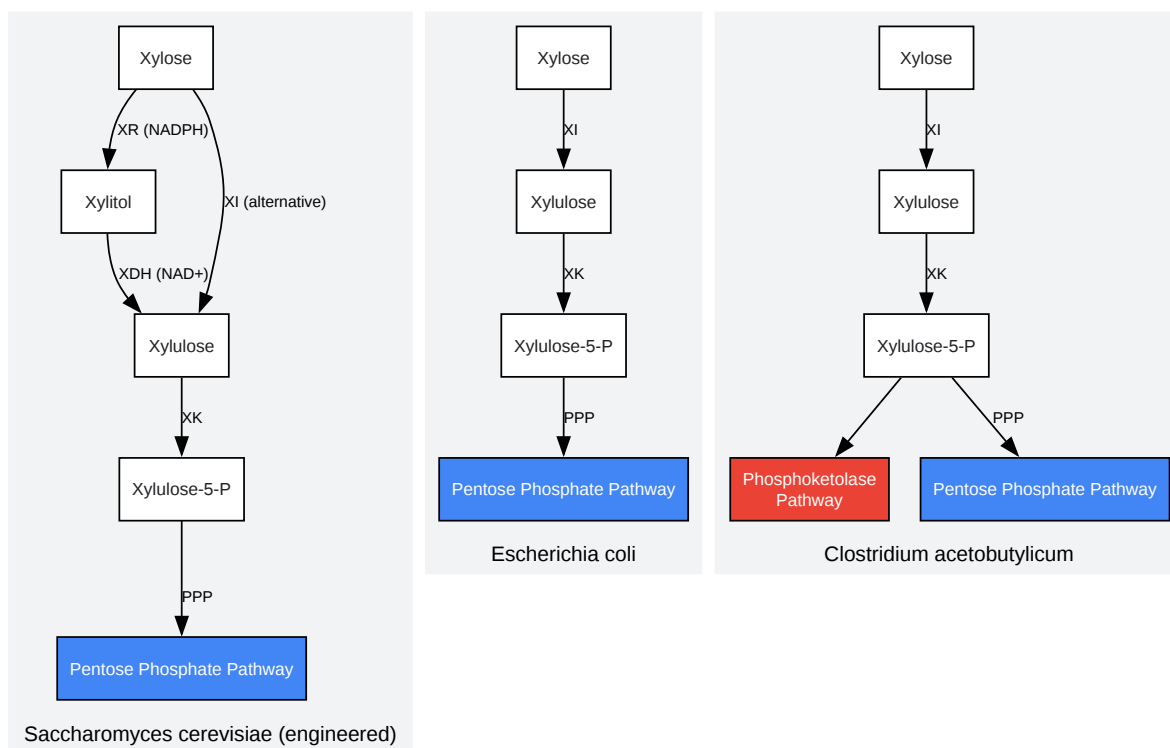 Xylose
XR (NADPH)
Xylitol
XI (alternative)
XDH (NAD+)
Xylulose
XK
Xylulose-5-P
PPP
Pentose Phosphate Pathway
Saccharomyces cerevisiae (engineered)
Xylose
XI
Xylulose
XK
Xylulose-5-P
PPP
Pentose Phosphate Pathway
Escherichia coli
Xylose
XI
Xylulose
XK
Xylulose-5-P
PPP
Phosphoketolase
Pathway
Pentose Phosphate Pathway
Clostridium acetobutylicum